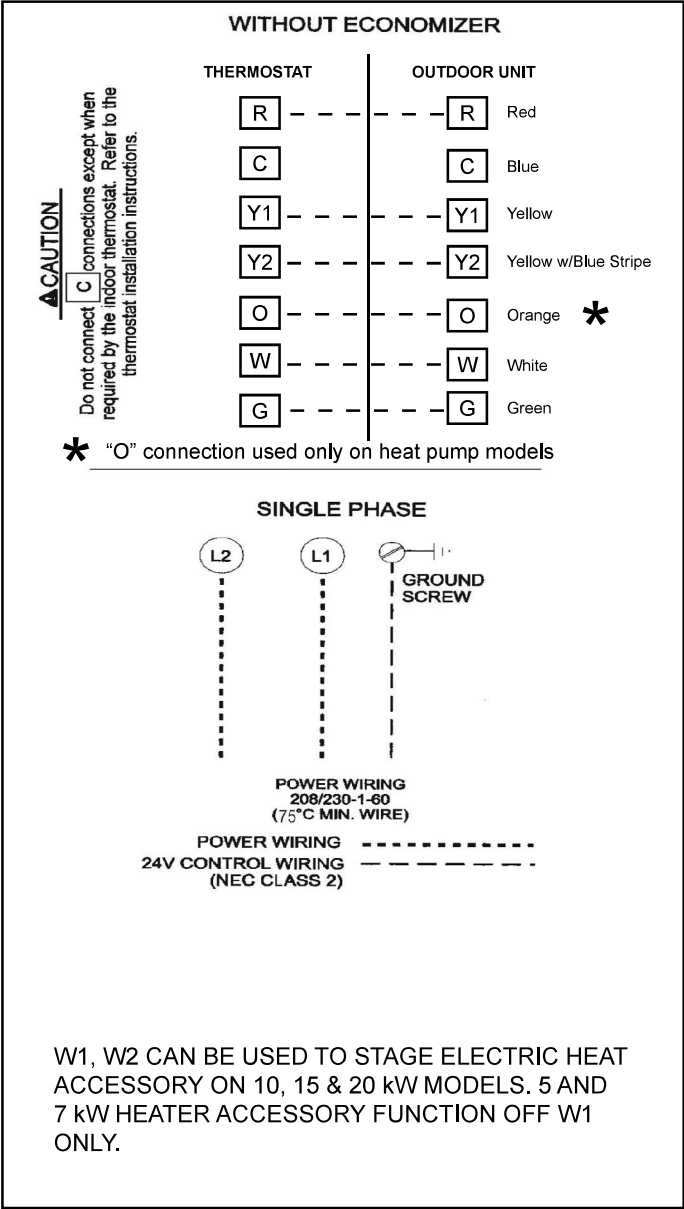 WITHOUT ECONOMIZER
THERMOSTAT OUTDOOR UNIT
R R Red
C C Blue
Y1 Y1 Yellow
Y2 Y2 Yellow w/Blue Stripe
O O Orange *
W W White
G G Green
⚠CAUTION
Do not connect C connections except when
required by the indoor thermostat. Refer to the
thermostat installation instructions.
* “O” connection used only on heat pump models
SINGLE PHASE
L2 L1
GROUND
SCREW
POWER WIRING
208/230-1-60
(75°C MIN. WIRE)
POWER WIRING
24V CONTROL WIRING
(NEC CLASS 2)
W1, W2 CAN BE USED TO STAGE ELECTRIC HEAT
ACCESSORY ON 10, 15 & 20 kW MODELS. 5 AND
7 kW HEATER ACCESSORY FUNCTION OFF W1
ONLY.